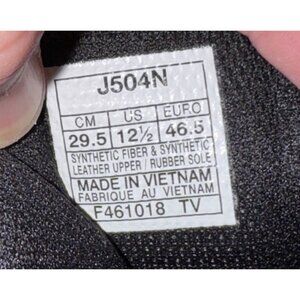 J504N
CM US EURO
29.5 12½ 46.5
SYNTHETIC FIBER & SYNTHETIC
LEATHER UPPER / RUBBER SOLE
MADE IN VIETNAM
FABRIQUE AU VIETNAM
F461018 TV